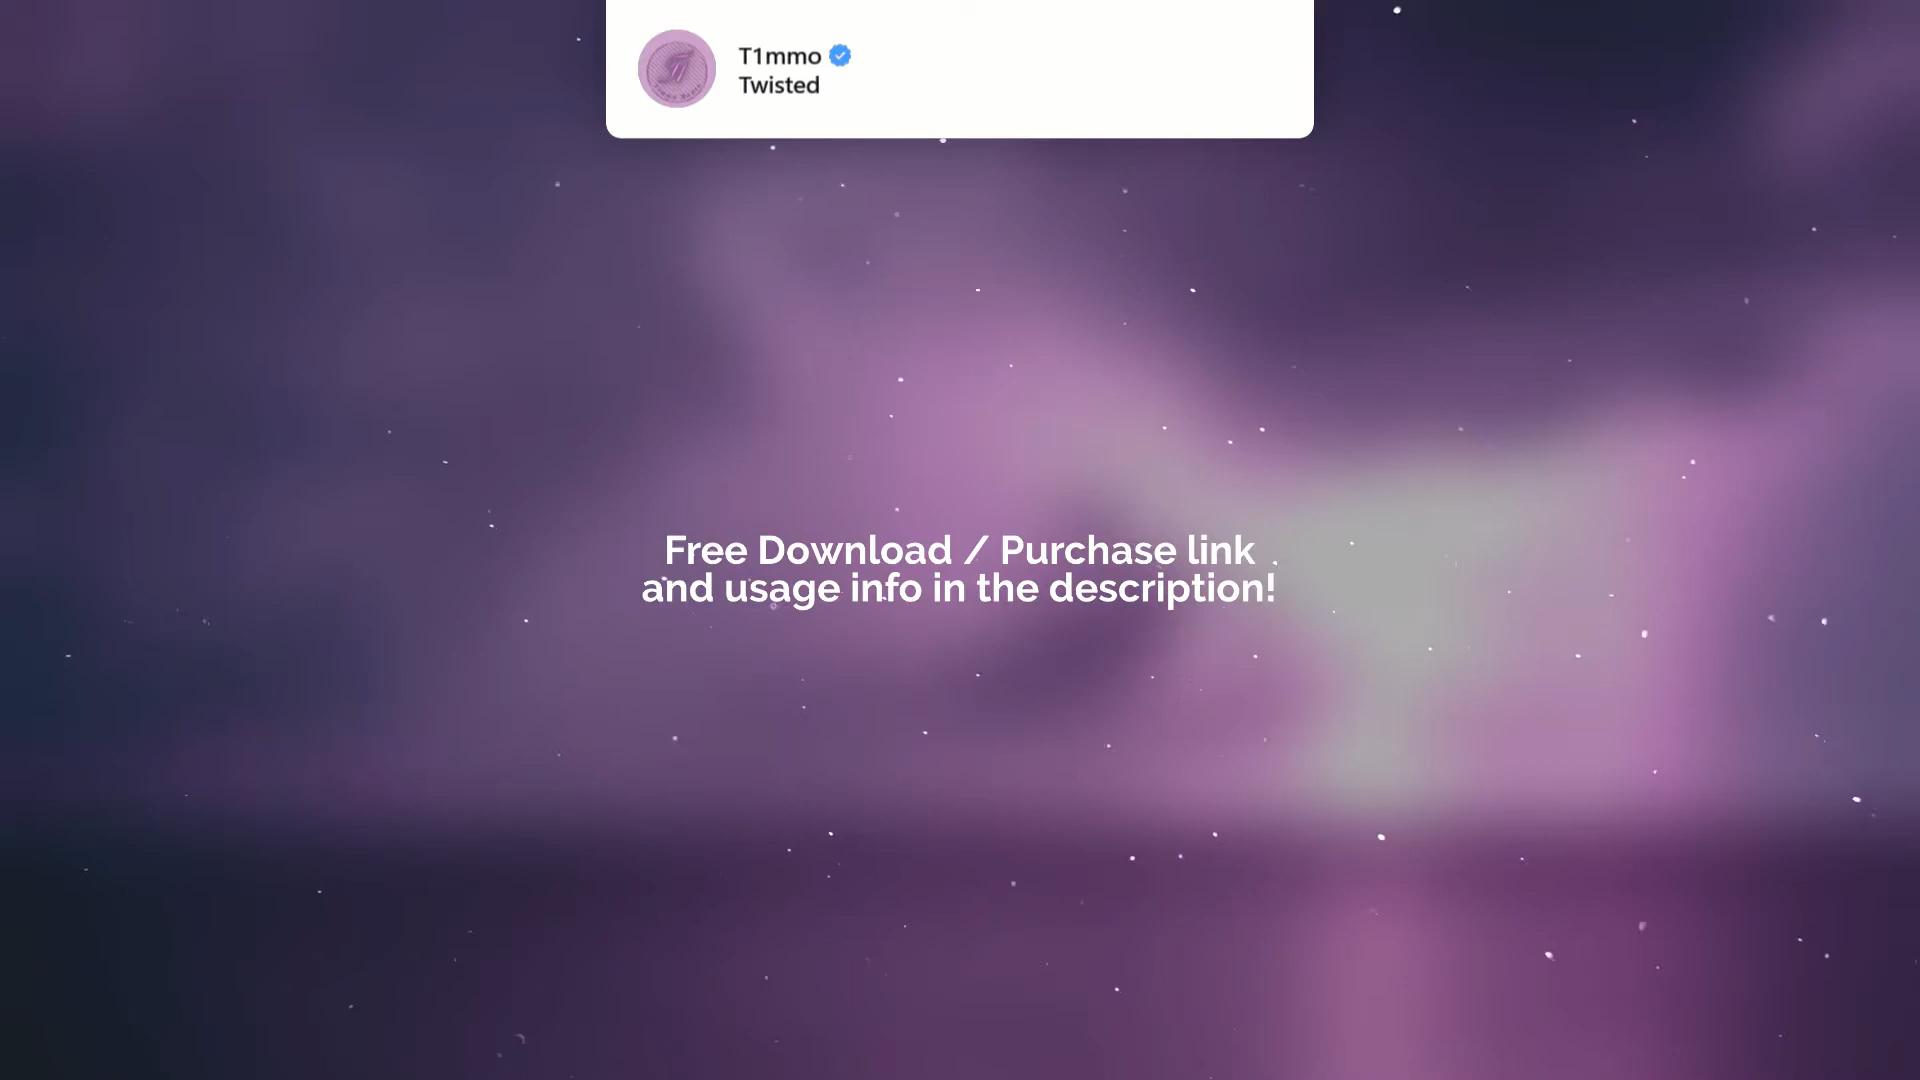 T1mmo
Twisted
Free Download / Purchase link
and usage info in the description!